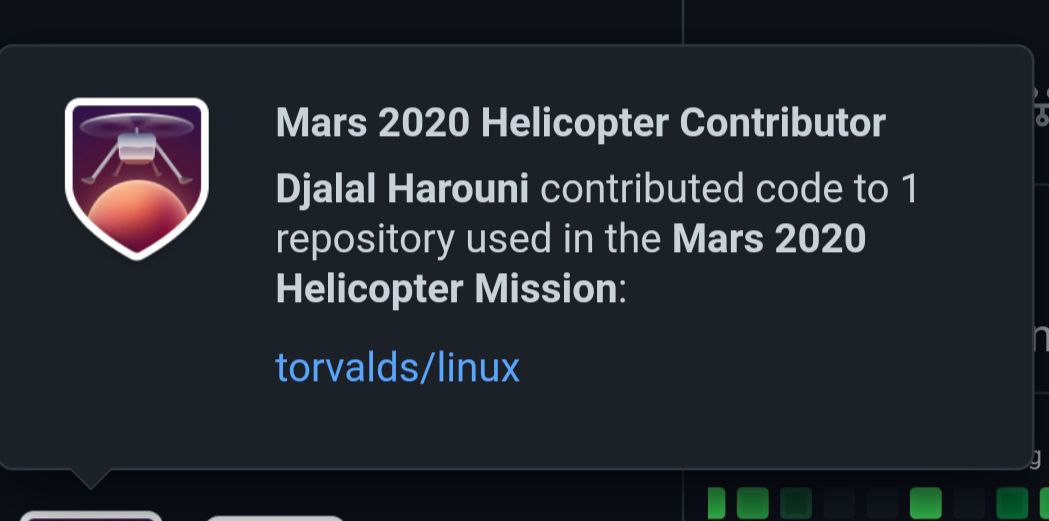 Mars 2020 Helicopter Contributor
Djalal Harouni contributed code to 1
repository used in the Mars 2020
Helicopter Mission:
torvalds/linux